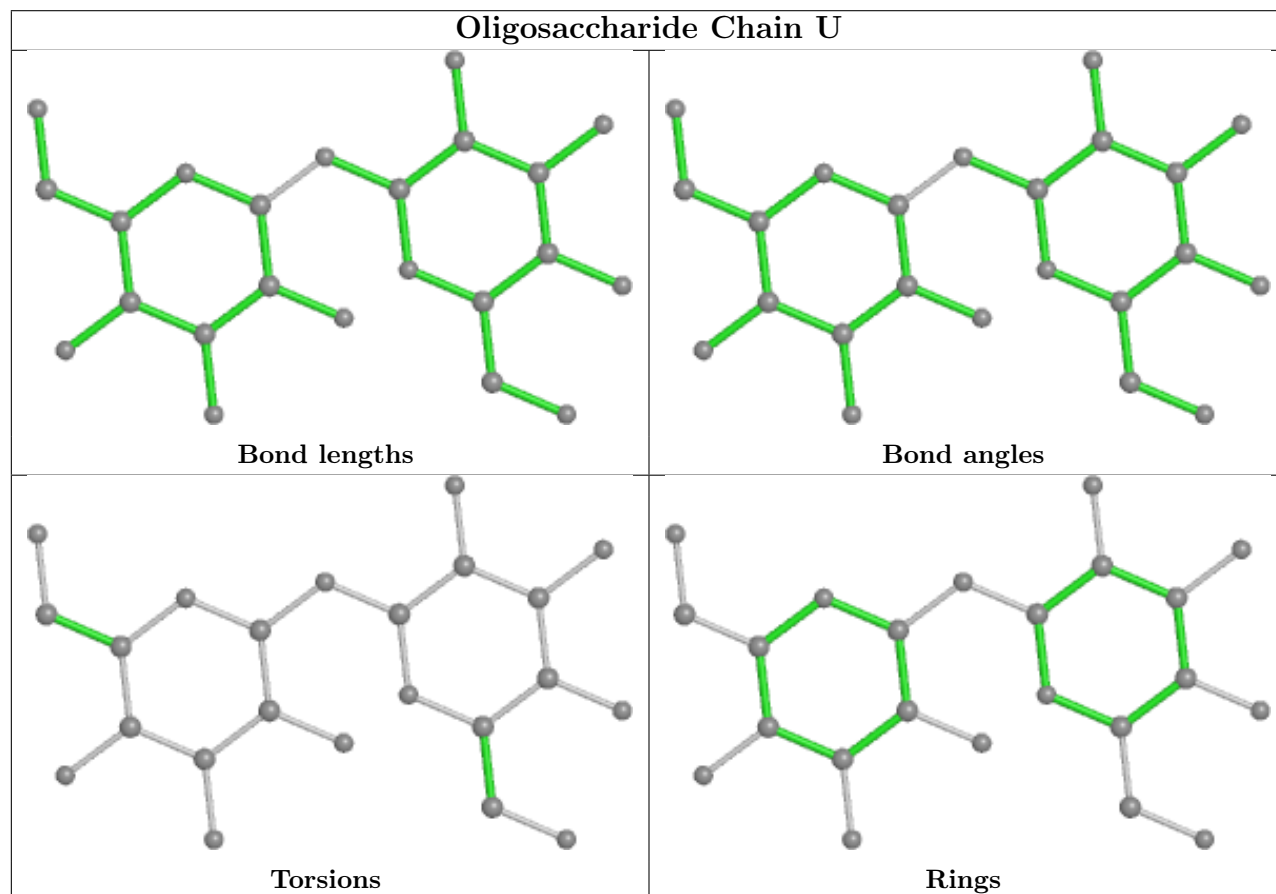 Oligosaccharide Chain U
Bond lengths
Bond angles
Torsions
Rings